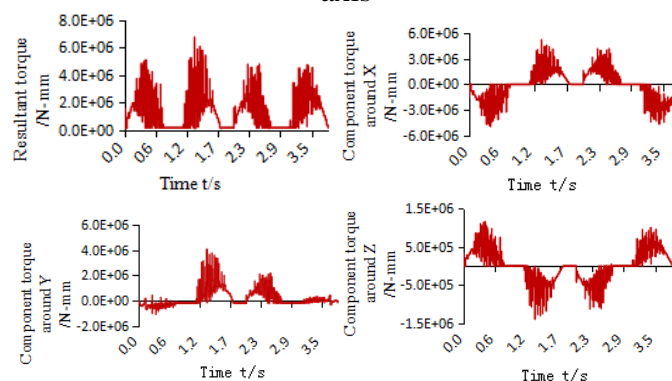 axis
Resultant torque
/N-mm
8.0E+06
6.0E+06
4.0E+06
2.0E+06
0.0E+00
0.0
0.6
1.2
1.7
2.3
2.9
3.5
Time t/s
Component torque
around X
/N-mm
6.0E+06
3.0E+06
0.0E+00
-3.0E+06
-6.0E+06
0.0
0.6
1.2
1.7
2.3
2.9
3.5
Time t/s
Component torque
around Y
/N-mm
6.0E+06
4.0E+06
2.0E+06
0.0E+00
-2.0E+06
0.0
0.6
1.2
1.7
2.3
2.9
3.5
Time t/s
Component torque
around Z
/N-mm
1.5E+06
5.0E+05
-5.0E+05
-1.5E+06
0.0
0.6
1.2
1.7
2.3
2.9
3.5
Time t/s